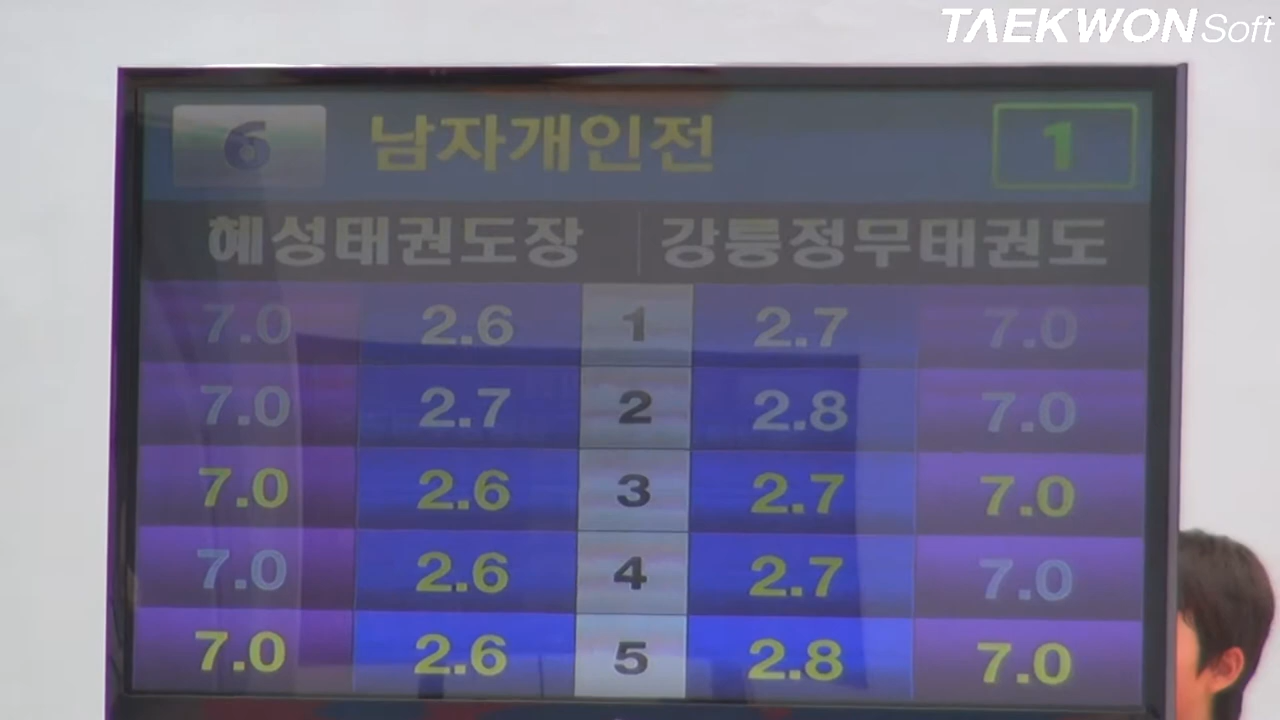 TAEKWON Soft
6 남자개인전 1
혜성태권도장 강릉정무태권도
7.0 2.6 1 2.7 7.0
7.0 2.7 2 2.8 7.0
7.0 2.6 3 2.7 7.0
7.0 2.6 4 2.7 7.0
7.0 2.6 5 2.8 7.0